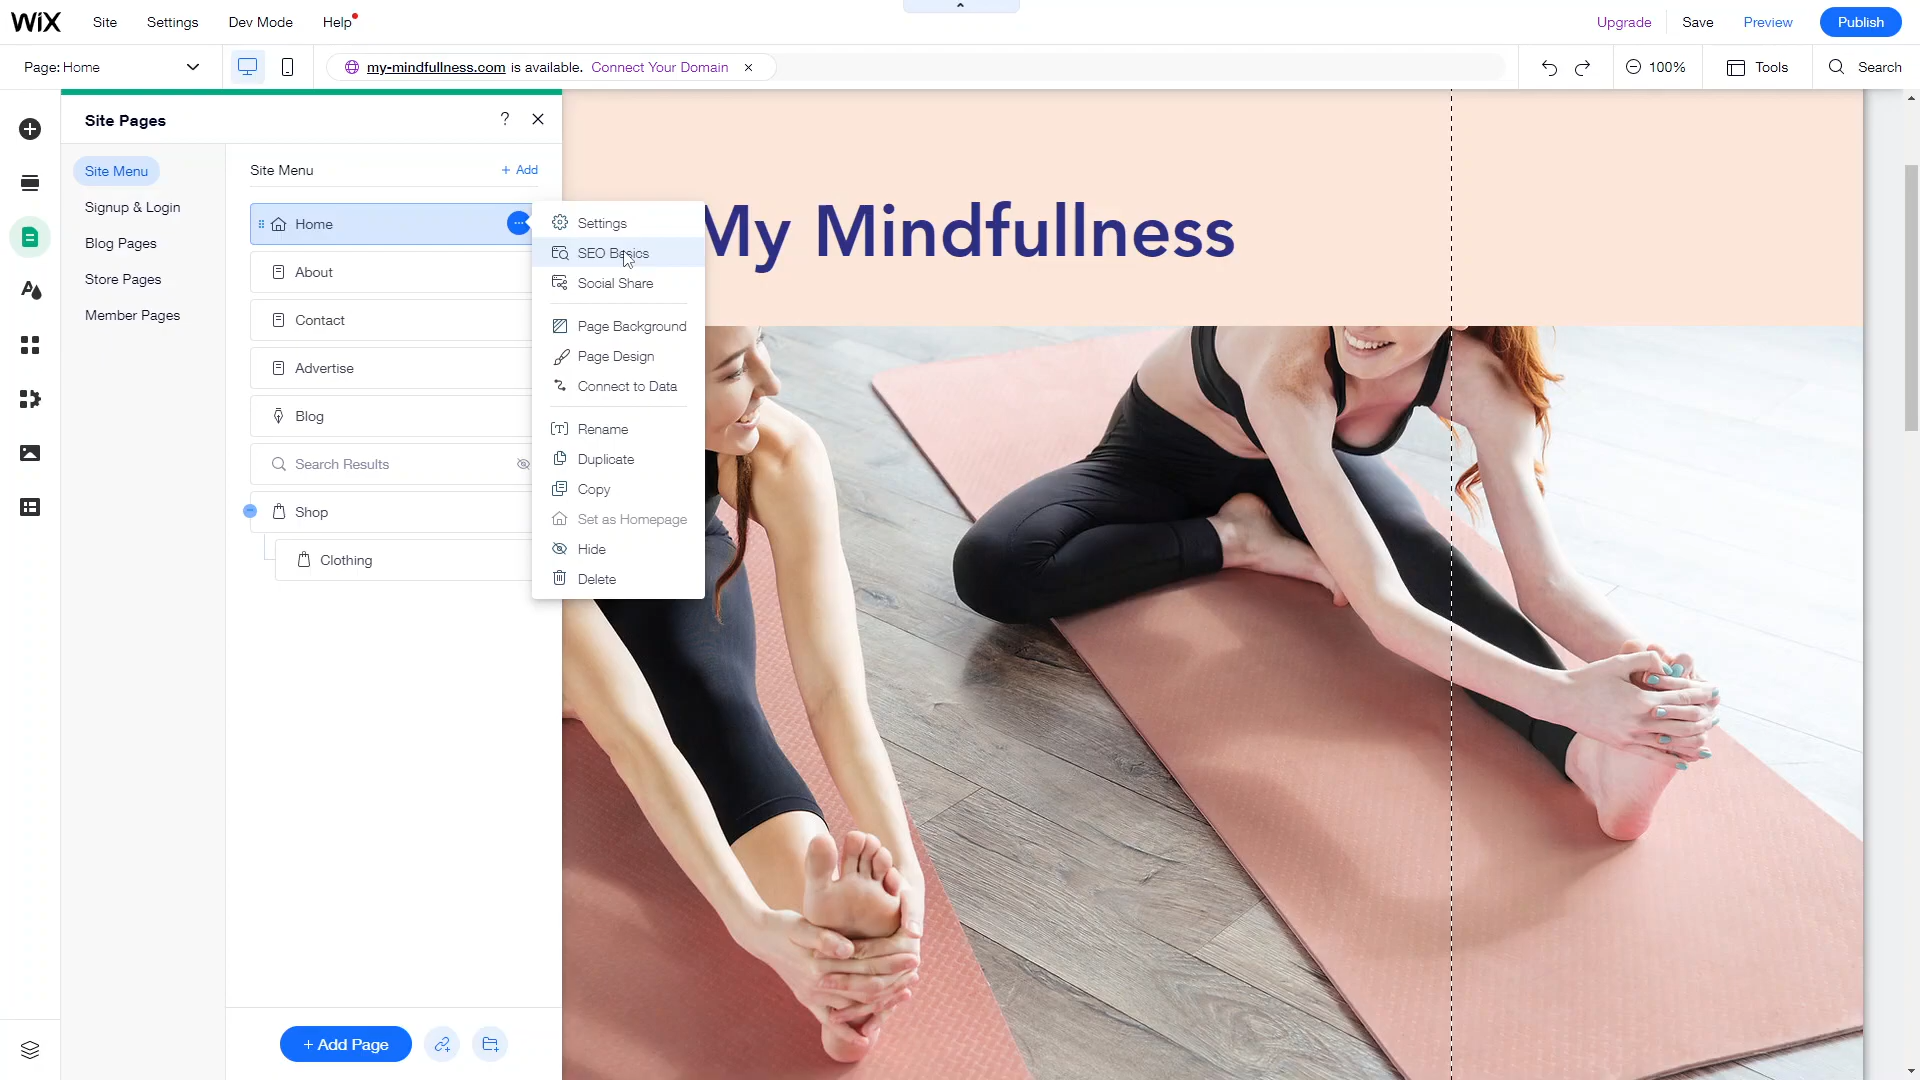 WiX Site Settings Dev Mode Help Upgrade Save Preview Publish
Page: Home my-mindfullness.com is available. Connect Your Domain 100% Tools Search
Site Pages ?
Site Menu
Signup & Login
Blog Pages
Store Pages
Member Pages
Site Menu + Add
Home
About
Contact
Advertise
Blog
Search Results
Shop
Clothing
+ Add Page
Settings
SEO Basics
Social Share
Page Background
Page Design
Connect to Data
Rename
Duplicate
Copy
Set as Homepage
Hide
Delete
My Mindfullness